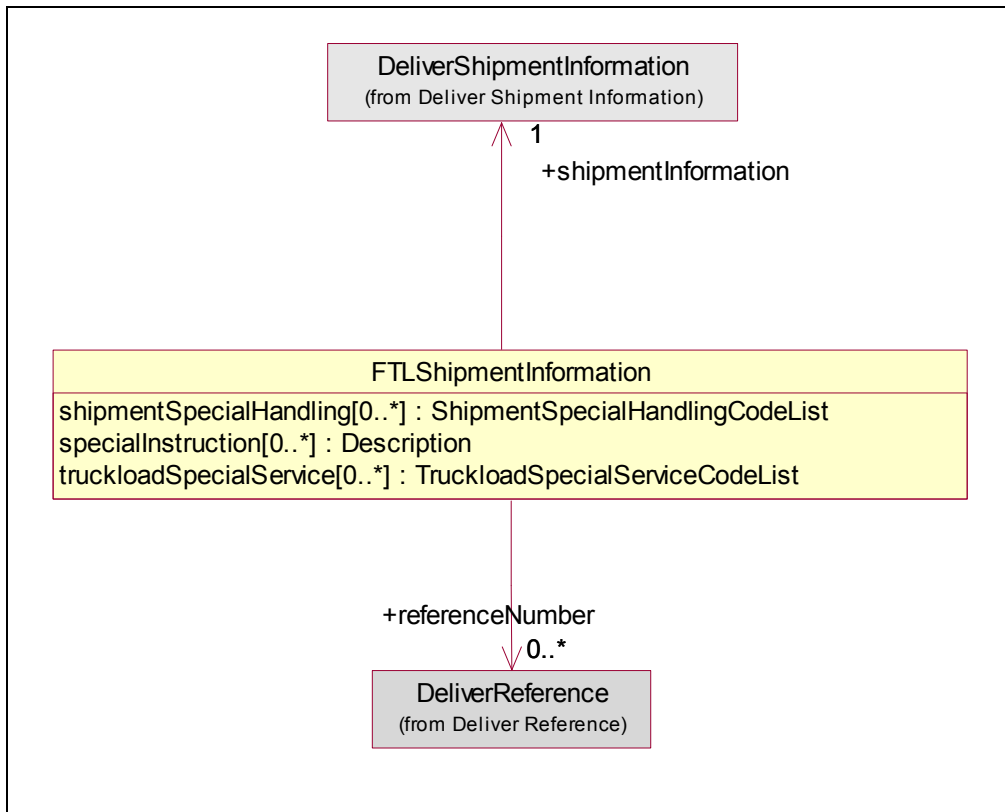 DeliverShipmentInformation
(from Deliver Shipment Information)
1
+shipmentInformation
FTLShipmentInformation
shipmentSpecialHandling[0..*] : ShipmentSpecialHandlingCodeList
specialInstruction[0..*] : Description
truckloadSpecialService[0..*] : TruckloadSpecialServiceCodeList
+referenceNumber
0..*
DeliverReference
(from Deliver Reference)